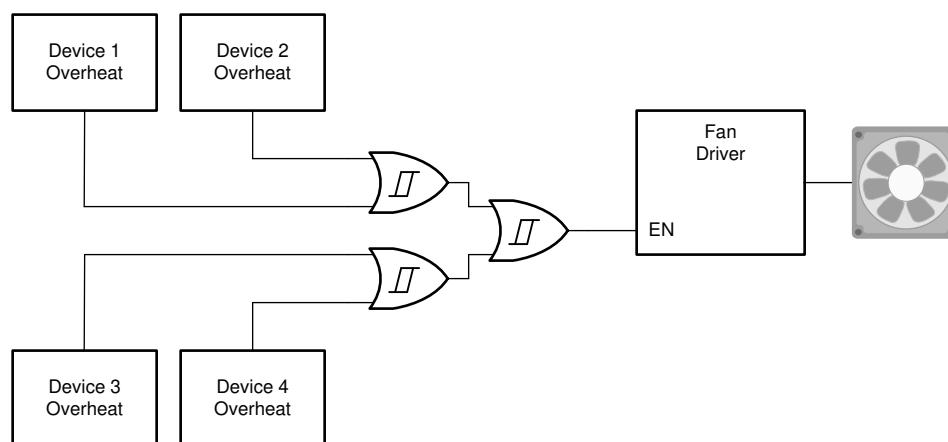 Device 1
Overheat
Device 2
Overheat
Fan
Driver
EN
Device 3
Overheat
Device 4
Overheat